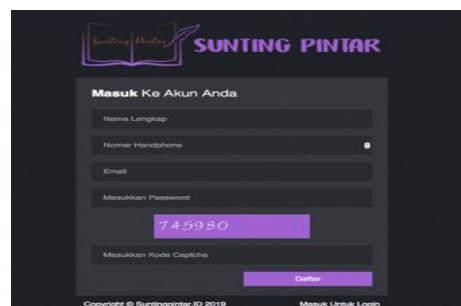 Sunting Pintar
SUNTING PINTAR
Masuk Ke Akun Anda
Nama Lengkap
Nomer Handphone
Email
Masukkan Password
745980
Masukkan Kode Captcha
Daftar
Copyright © Suntingpintar.ID 2019 Masuk Untuk Login